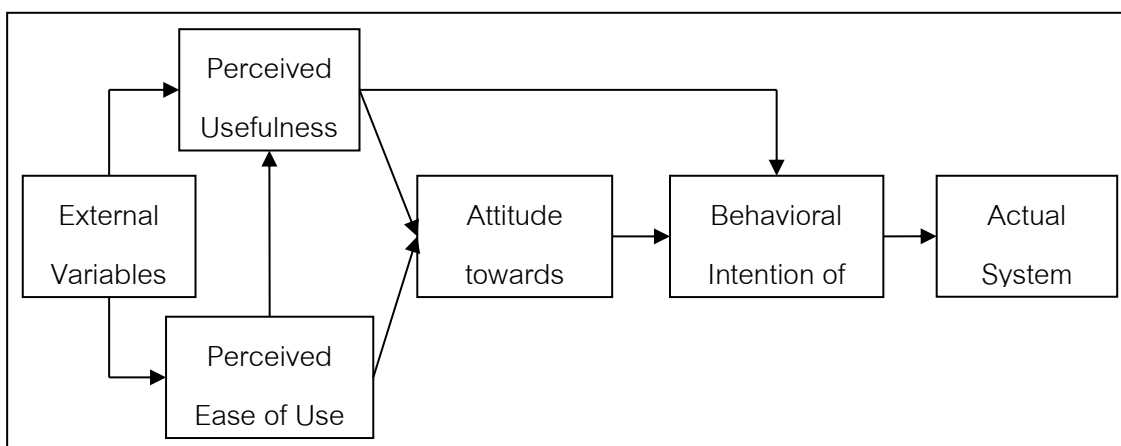 Perceived
Usefulness
External
Variables
Perceived
Ease of Use
Attitude
towards
Behavioral
Intention of
Actual
System